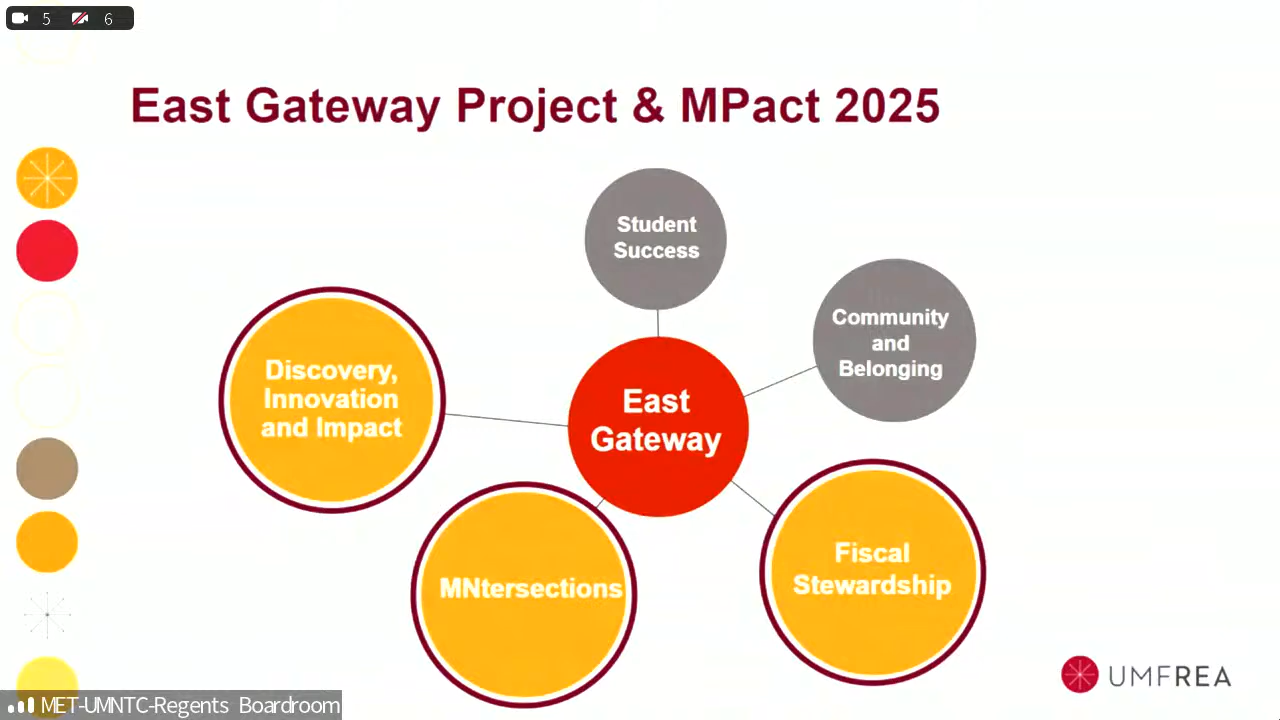 5 6
East Gateway Project & MPact 2025
Student
Success
Community
and
Belonging
Discovery,
Innovation
and Impact
East
Gateway
MNtersections
Fiscal
Stewardship
UMFREA
MET-UMNTC-Regents Boardroom